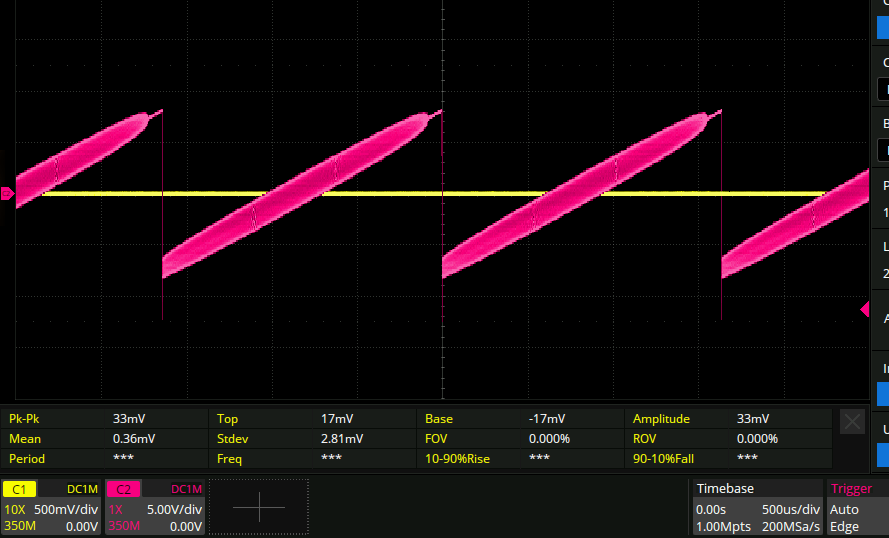 Pk-Pk 33mV Top 17mV Base -17mV Amplitude 33mV
Mean 0.36mV Stdev 2.81mV FOV 0.000% ROV 0.000%
Period *** Freq *** 10-90%Rise *** 90-10%Fall ***
C1 DC1M C2 DC1M Timebase Trigger
10X 500mV/div 1X 5.00V/div 0.00s 500us/div Auto
350M 0.00V 350M 0.00V 1.00Mpts 200MSa/s Edge